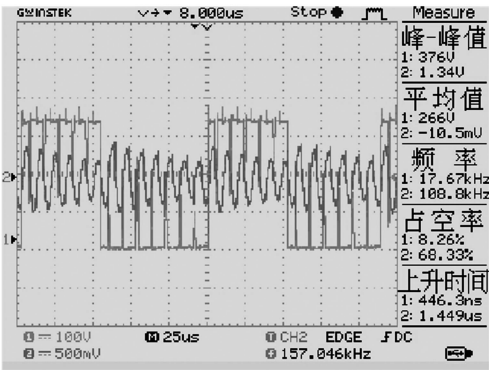 GWINSTEK 8.000us Stop Measure
峰-峰值
1: 376V
2: 1.34V
平均值
1: 266V
2: -10.5mV
频 率
1: 17.67kHz
2: 108.8kHz
占空率
1: 8.26%
2: 68.33%
上升时间
1: 446.3ns
2: 1.449us
2
1
1 100V M 25us CH2 EDGE DC
2 500mV 157.046kHz